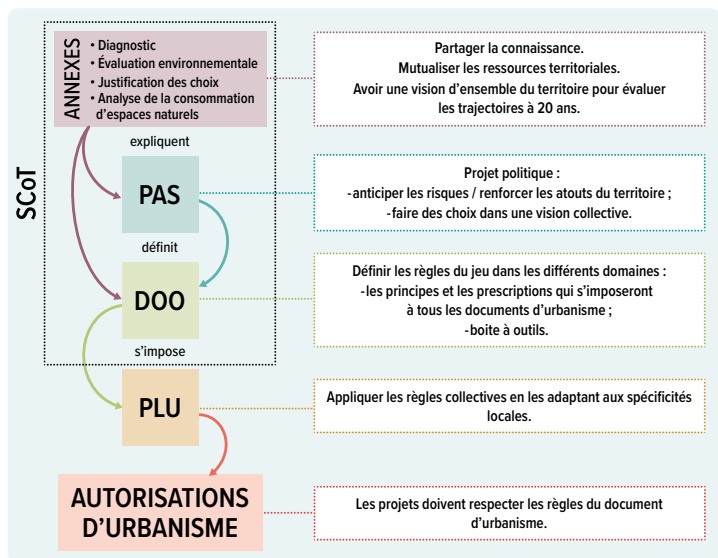 SCoT
ANNEXES
• Diagnostic
• Évaluation environnementale
• Justification des choix
• Analyse de la consommation
d'espaces naturels
Partager la connaissance.
Mutualiser les ressources territoriales.
Avoir une vision d'ensemble du territoire pour évaluer
les trajectoires à 20 ans.
expliquent
PAS
Projet politique :
-anticiper les risques / renforcer les atouts du territoire ;
-faire des choix dans une vision collective.
définit
DOO
Définir les règles du jeu dans les différents domaines :
-les principes et les prescriptions qui s'imposeront
à tous les documents d'urbanisme ;
-boite à outils.
s'impose
PLU
Appliquer les règles collectives en les adaptant aux spécificités
locales.
AUTORISATIONS
D'URBANISME
Les projets doivent respecter les règles du document
d'urbanisme.